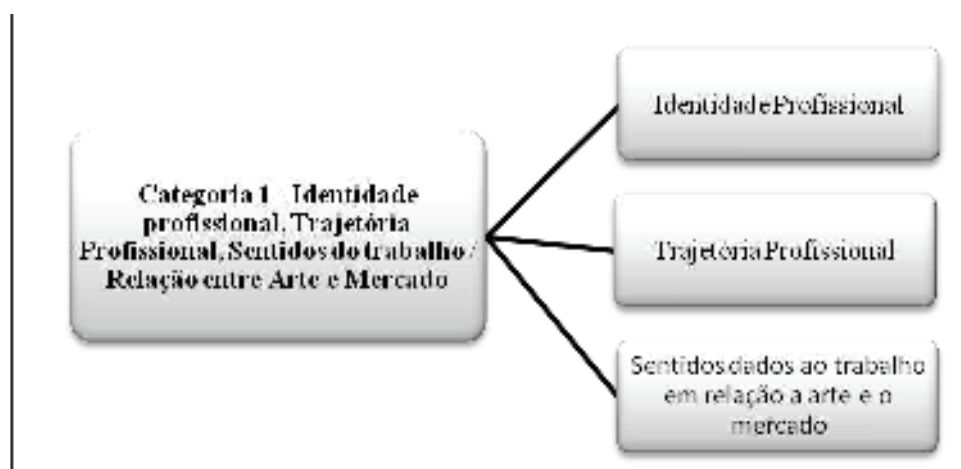 Categoria 1 Identidade
profissional, Trajetória
Profissional, Sentidos do trabalho /
Relação entre Arte e Mercado
Identidade Profissional
Trajetória Profissional
Sentidos dados ao trabalho
em relação a arte e o
mercado